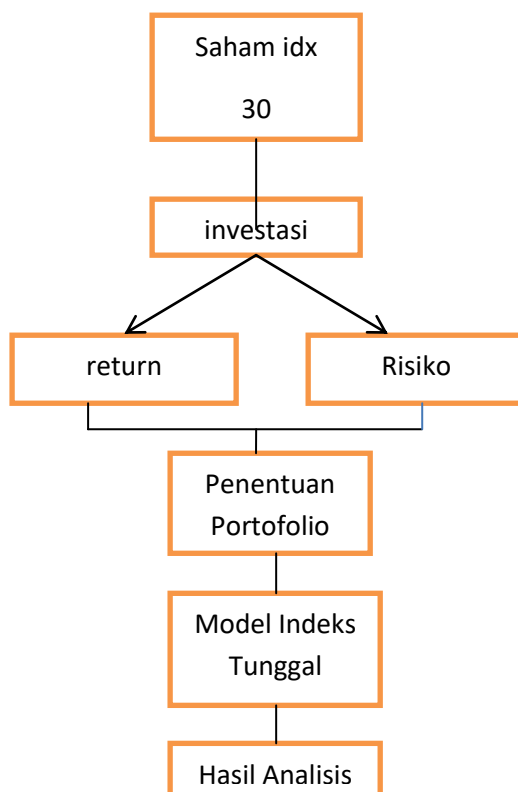 Saham idx
30
investasi
return
Risiko
Penentuan
Portofolio
Model Indeks
Tunggal
Hasil Analisis